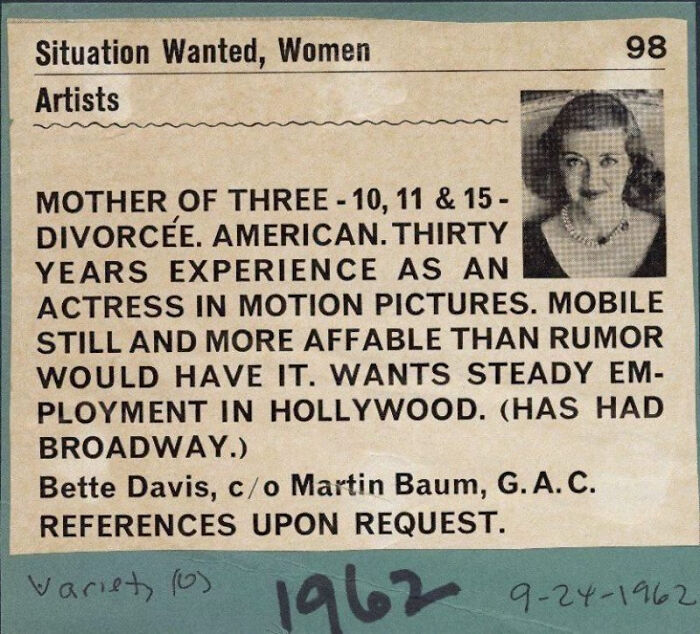 Situation Wanted, Women 98
Artists
MOTHER OF THREE - 10, 11 & 15 -
DIVORCÉE. AMERICAN. THIRTY
YEARS EXPERIENCE AS AN
ACTRESS IN MOTION PICTURES. MOBILE
STILL AND MORE AFFABLE THAN RUMOR
WOULD HAVE IT. WANTS STEADY EM-
PLOYMENT IN HOLLYWOOD. (HAS HAD
BROADWAY.)
Bette Davis, c/o Martin Baum, G.A.C.
REFERENCES UPON REQUEST.
Variety 1962 9-24-1962